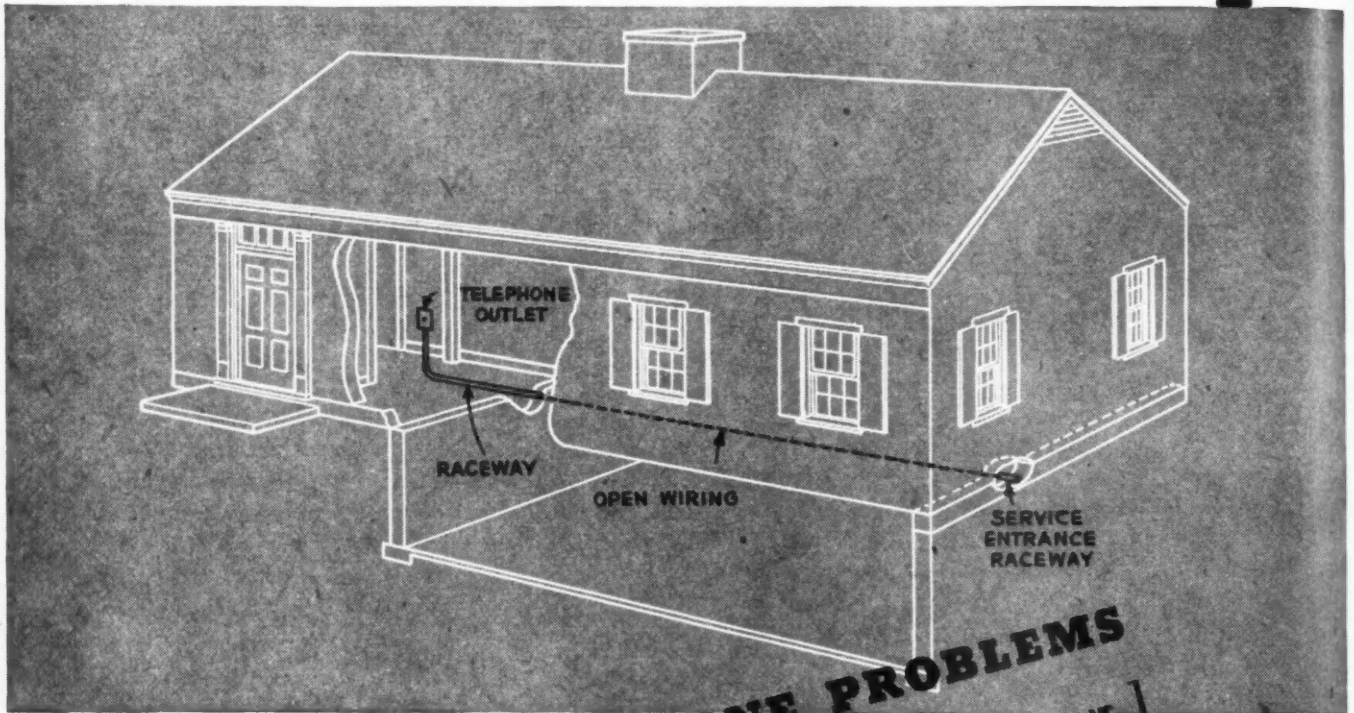 TELEPHONE
OUTLET
RACEWAY
OPEN WIRING
SERVICE
ENTRANCE
RACEWAY
PROBLEMS